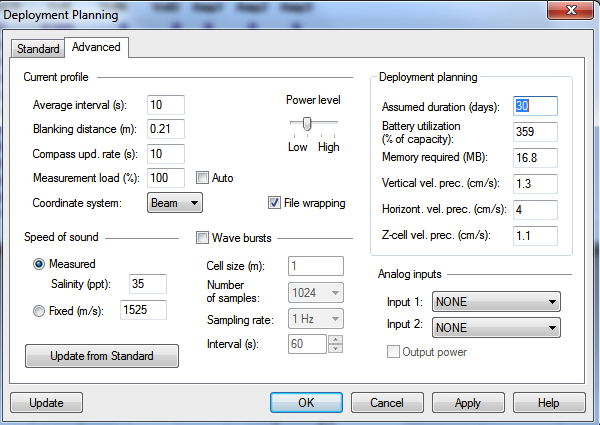 Deployment Planning
Standard
Advanced
Current profile
Average interval (s): 10
Blanking distance (m): 0.21
Compass upd. rate (s): 10
Measurement load (%): 100
Auto
Coordinate system: Beam
Power level
Low High
File wrapping
Speed of sound
Measured
Salinity (ppt): 35
Fixed (m/s): 1525
Update from Standard
Wave bursts
Cell size (m): 1
Number
of samples: 1024
Sampling rate: 1 Hz
Interval (s): 60
Deployment planning
Assumed duration (days): 30
Battery utilization
(% of capacity): 359
Memory required (MB): 16.8
Vertical vel. prec. (cm/s): 1.3
Horizont. vel. prec. (cm/s): 4
Z-cell vel. prec. (cm/s): 1.1
Analog inputs
Input 1: NONE
Input 2: NONE
Output power
Update
OK
Cancel
Apply
Help